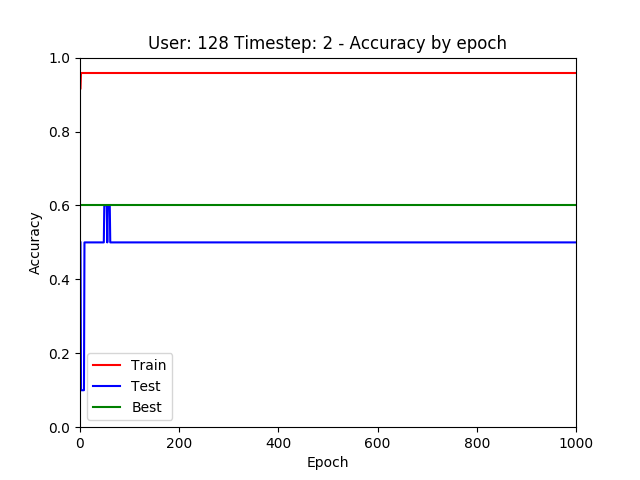 User: 128 Timestep: 2 - Accuracy by epoch
1.0
0.8
0.6
0.4
0.2
0.0
Accuracy
Train
Test
Best
0 200 400 600 800 1000
Epoch